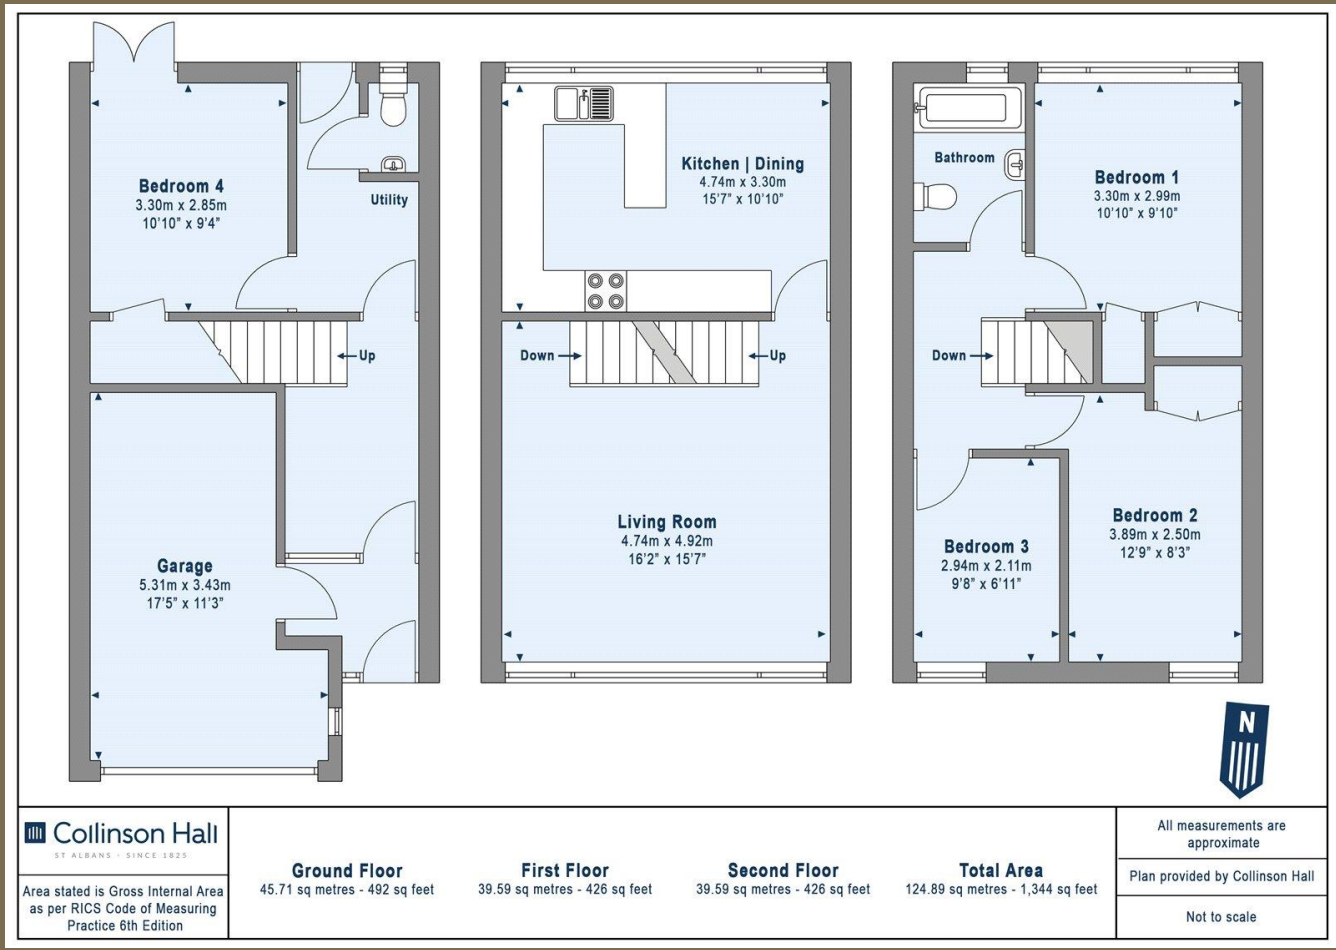 Bedroom 4
3.30m x 2.85m
10'10" x 9'4"
Utility
Up
Garage
5.31m x 3.43m
17'5" x 11'3"
Kitchen | Dining
4.74m x 3.30m
15'7" x 10'10"
Down
Up
Living Room
4.74m x 4.92m
16'2" x 15'7"
Bathroom
Bedroom 1
3.30m x 2.99m
10'10" x 9'10"
Down
Bedroom 2
3.89m x 2.50m
12'9" x 8'3"
Bedroom 3
2.94m x 2.11m
9'8" x 6'11"
N
Collinson Hall
ST ALBANS - SINCE 1825
Area stated is Gross Internal Area
as per RICS Code of Measuring
Practice 6th Edition
Ground Floor
45.71 sq metres - 492 sq feet
First Floor
39.59 sq metres - 426 sq feet
Second Floor
39.59 sq metres - 426 sq feet
Total Area
124.89 sq metres - 1,344 sq feet
All measurements are
approximate
Plan provided by Collinson Hall
Not to scale